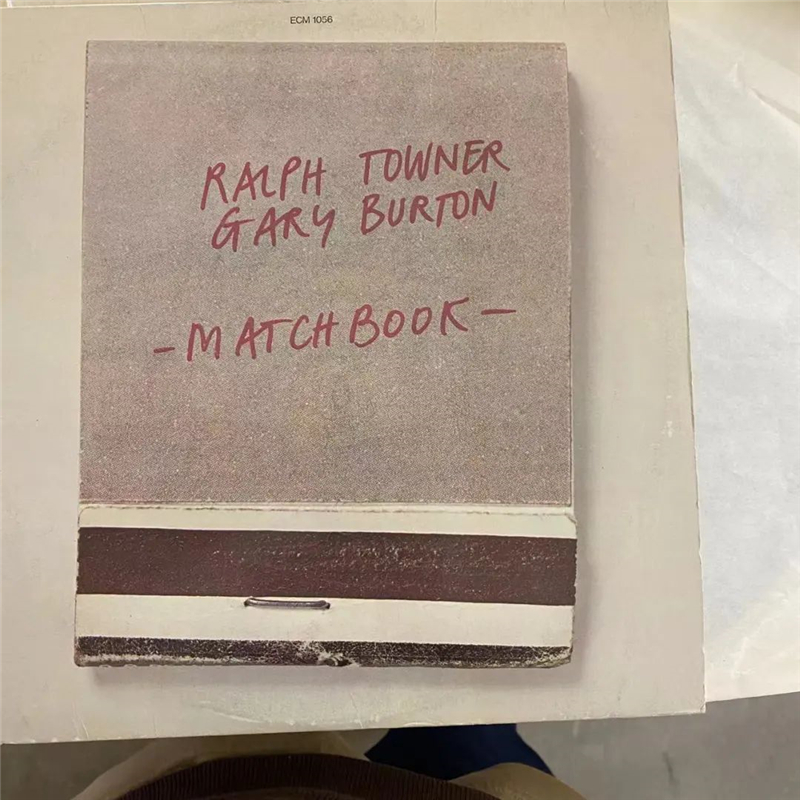 ECM 1056
RALPH TOWNER
GARY BURTON
-MATCHBOOK-